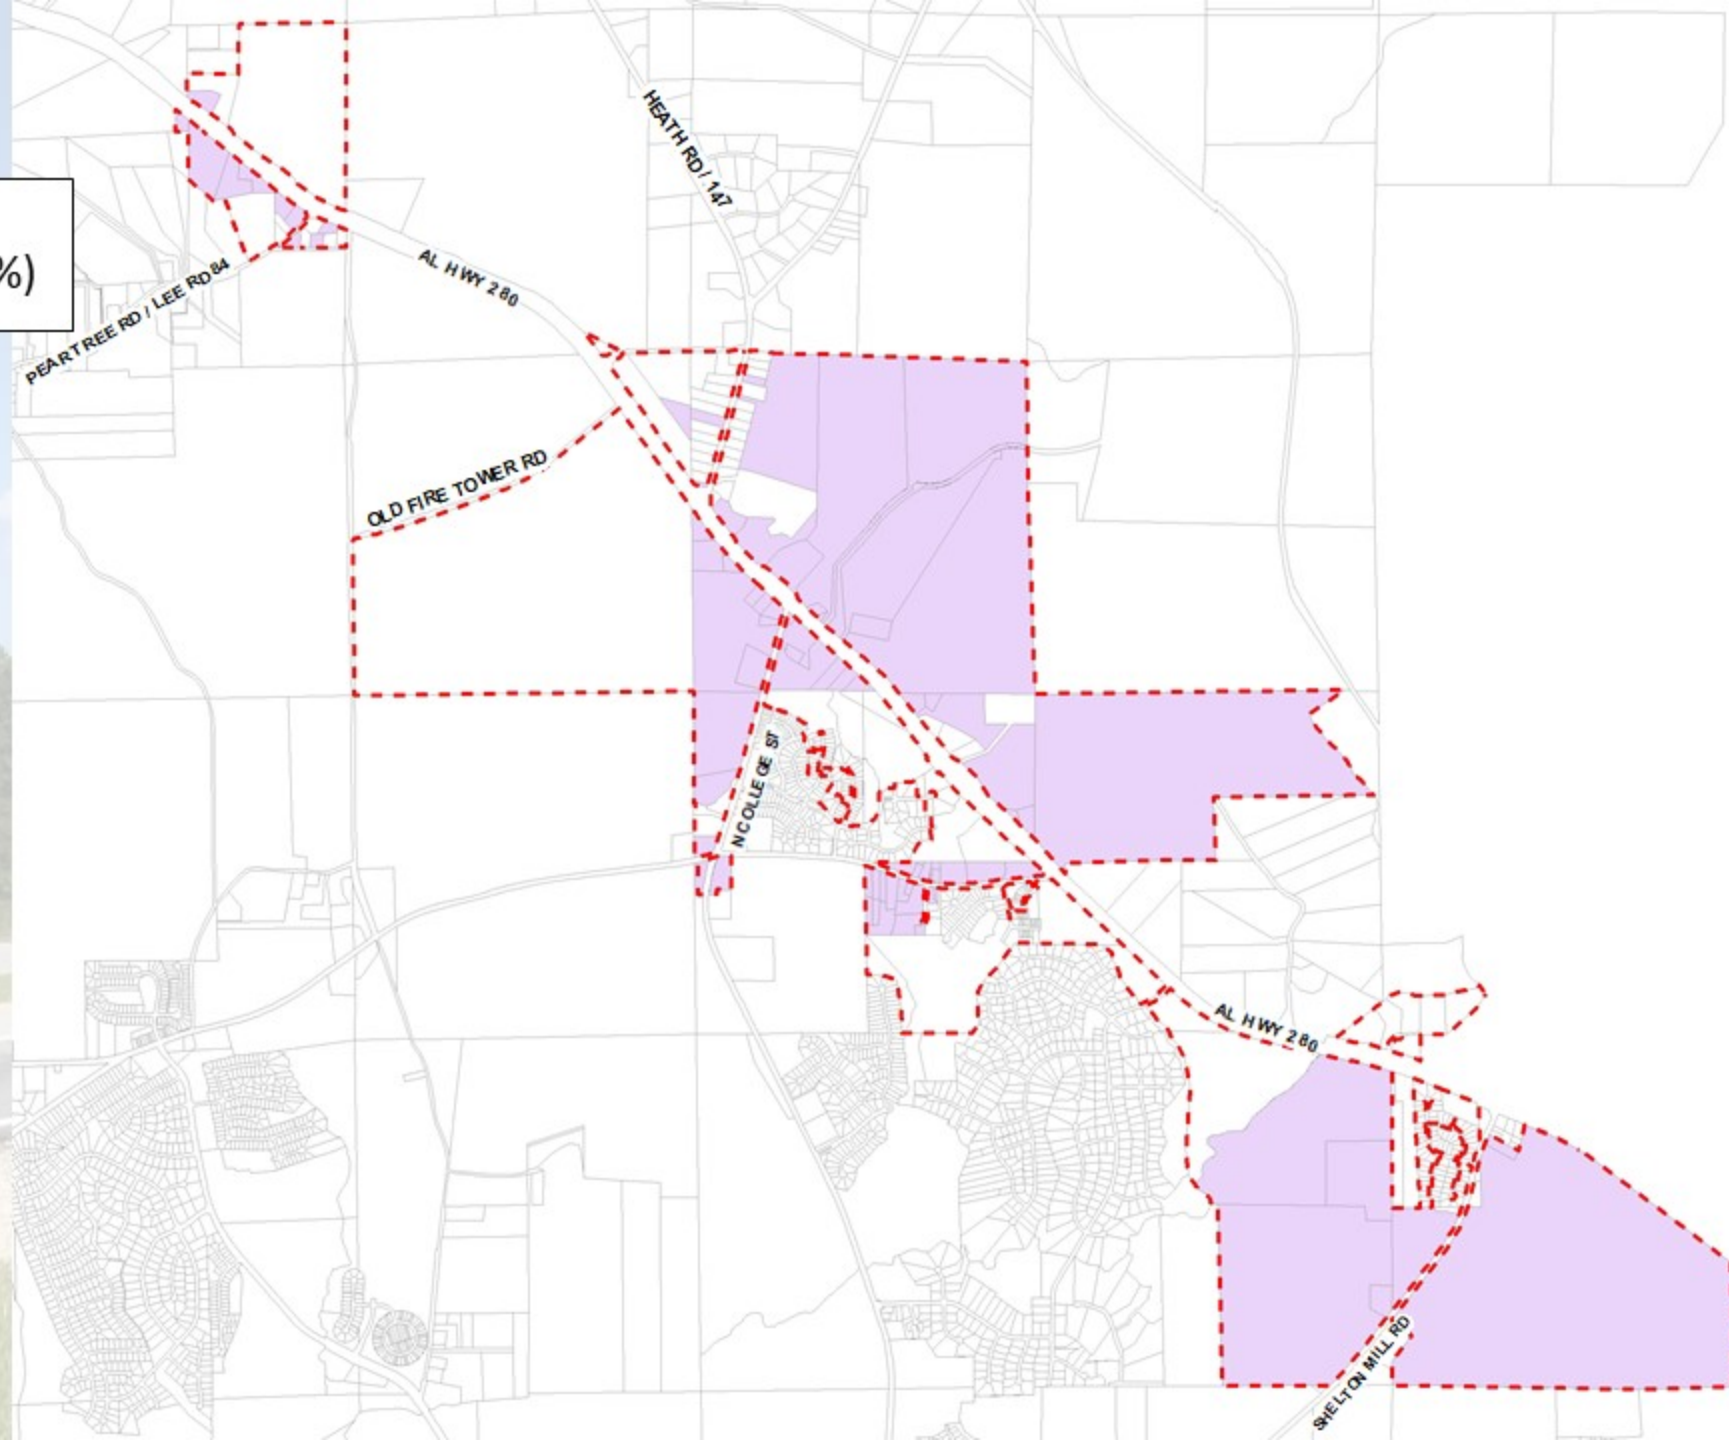 HEATH RD / 147
%)
AL HWY 280
PEARTREE RD / LEE RD 84
OLD FIRE TOWER RD
N COLLEGE ST
AL HWY 280
SHELTON MILL RD